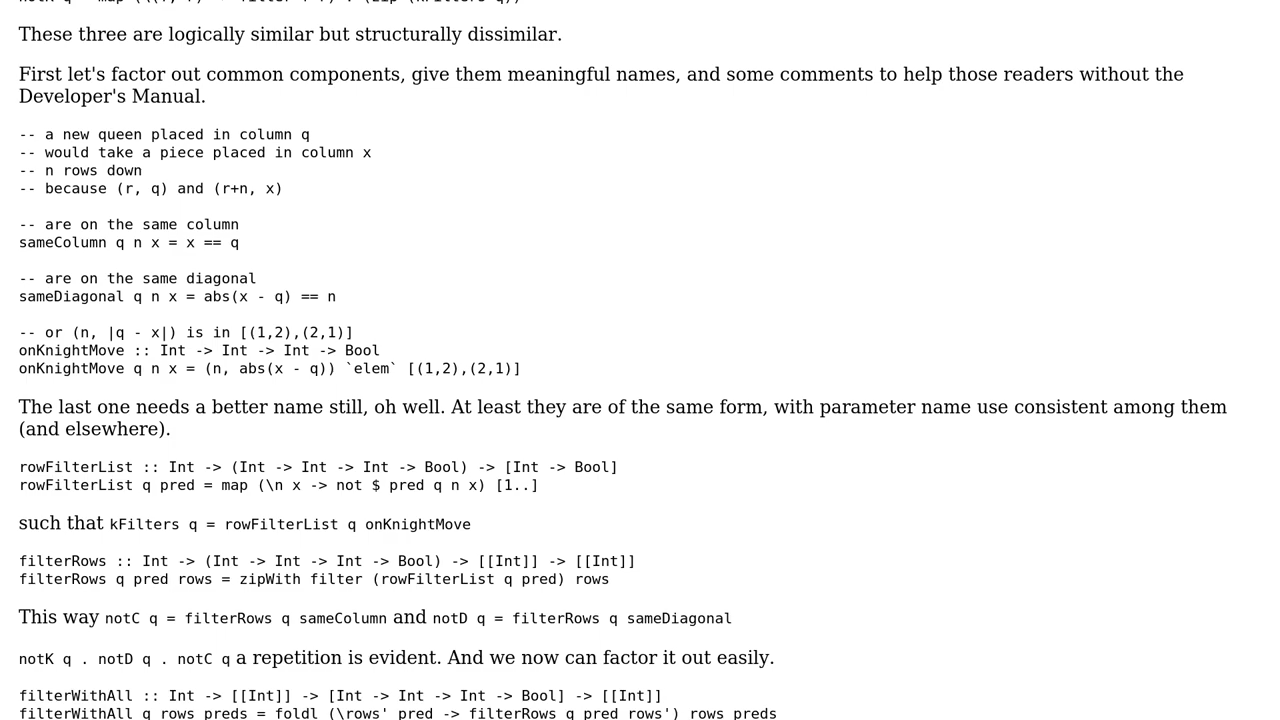 These three are logically similar but structurally dissimilar.
First let's factor out common components, give them meaningful names, and some comments to help those readers without the
Developer's Manual.
-- a new queen placed in column q
-- would take a piece placed in column x
-- n rows down
-- because (r, q) and (r+n, x)
-- are on the same column
sameColumn q n x = x == q
-- are on the same diagonal
sameDiagonal q n x = abs(x - q) == n
-- or (n, |q - x|) is in [(1,2),(2,1)]
onKnightMove :: Int -> Int -> Int -> Bool
onKnightMove q n x = (n, abs(x - q)) `elem` [(1,2),(2,1)]
The last one needs a better name still, oh well. At least they are of the same form, with parameter name use consistent among them
(and elsewhere).
rowFilterList :: Int -> (Int -> Int -> Int -> Bool) -> [Int -> Bool]
rowFilterList q pred = map (\n x -> not $ pred q n x) [1..]
such that kFilters q = rowFilterList q onKnightMove
filterRows :: Int -> (Int -> Int -> Int -> Bool) -> [[Int]] -> [[Int]]
filterRows q pred rows = zipWith filter (rowFilterList q pred) rows
This way notC q = filterRows q sameColumn and notD q = filterRows q sameDiagonal
notK q . notD q . notC q a repetition is evident. And we now can factor it out easily.
filterWithAll :: Int -> [[Int]] -> [Int -> Int -> Int -> Bool] -> [[Int]]
filterWithAll q rows preds = foldl (\rows' pred -> filterRows q pred rows') rows preds